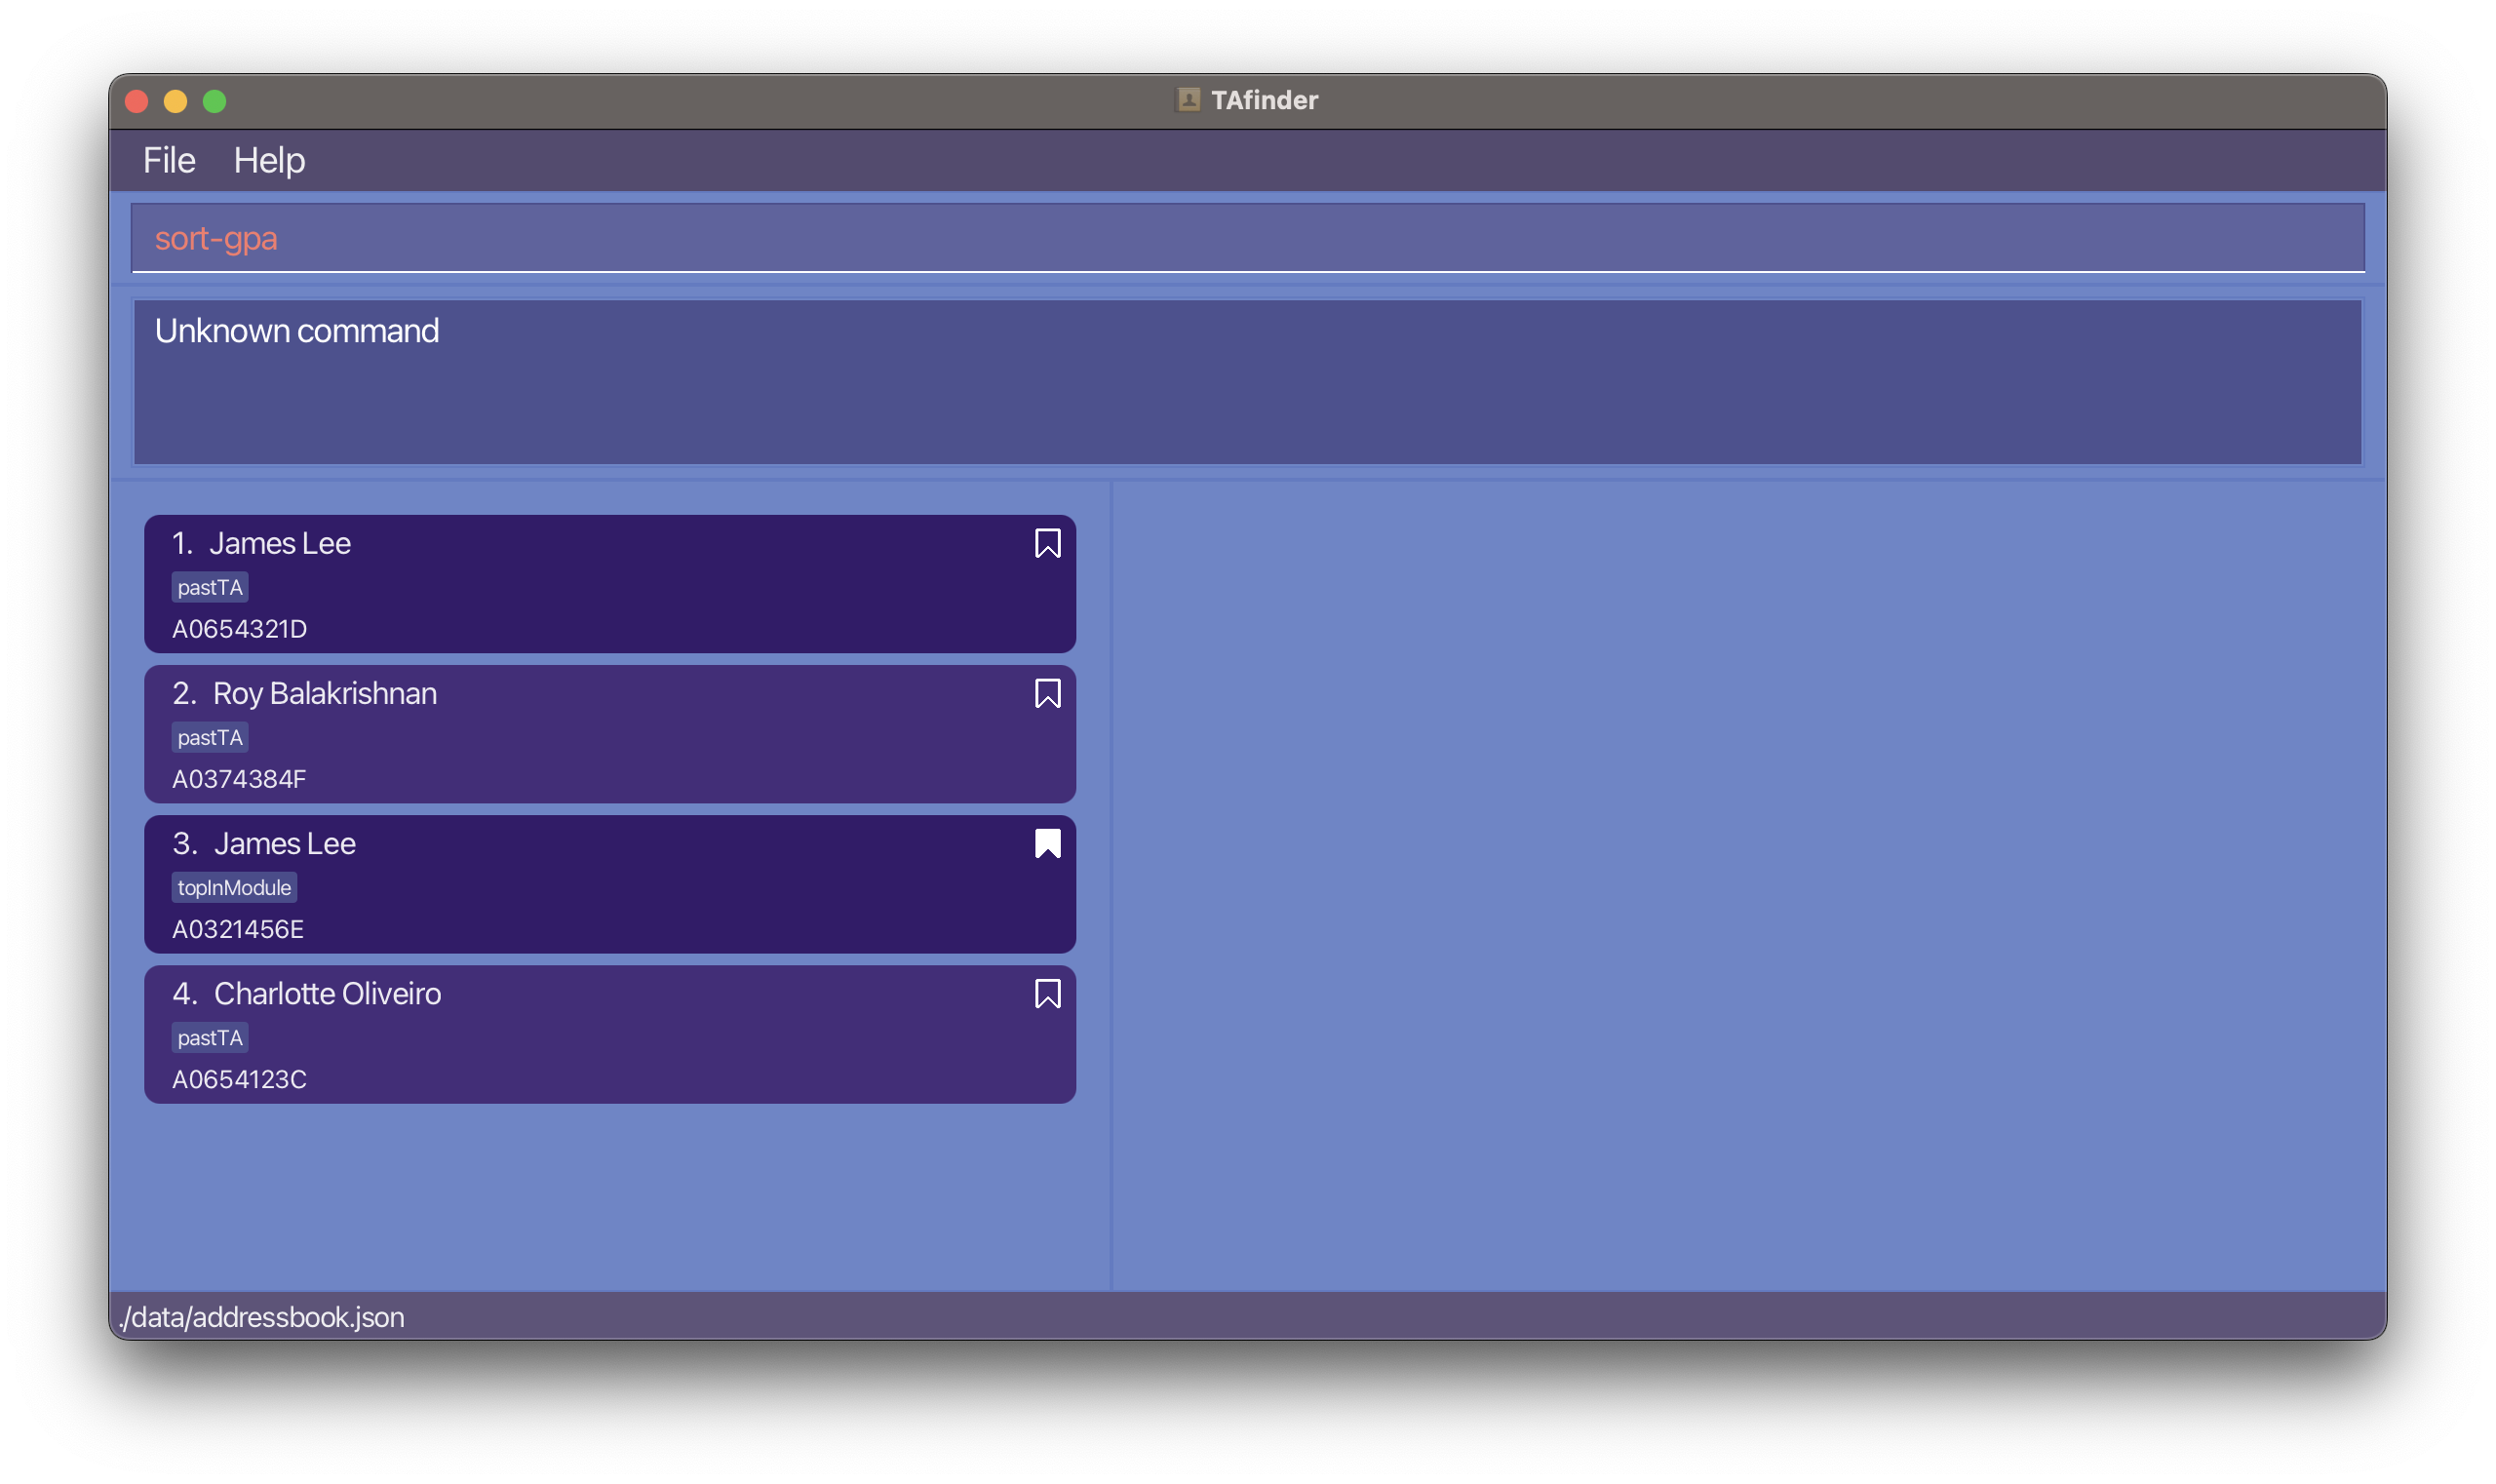 TAfinder
File Help
sort-gpa
Unknown command
1. James Lee
pastTA
A0654321D
2. Roy Balakrishnan
pastTA
A0374384F
3. James Lee
topInModule
A0321456E
4. Charlotte Oliveiro
pastTA
A0654123C
./data/addressbook.json